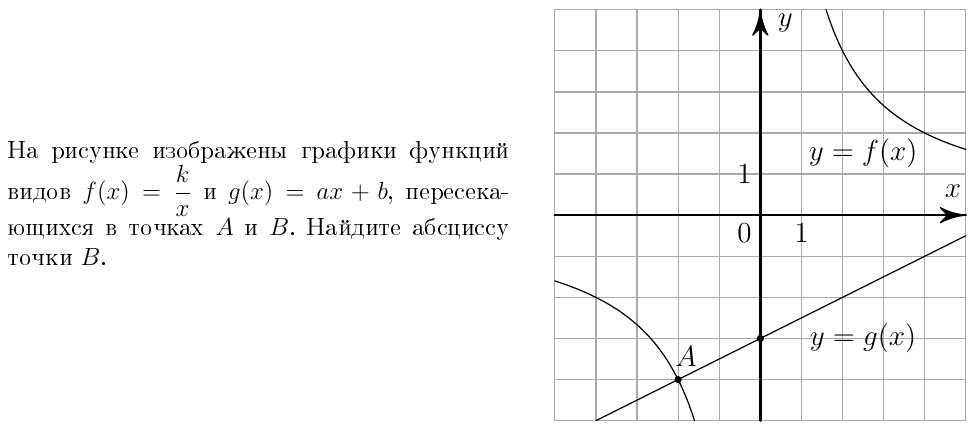 На рисунке изображены графики функций
видов f(x) = k/x и g(x) = ax + b, пересека-
ющихся в точках A и B. Найдите абсциссу
точки B.
y
y = f(x)
1
x
0 1
y = g(x)
A